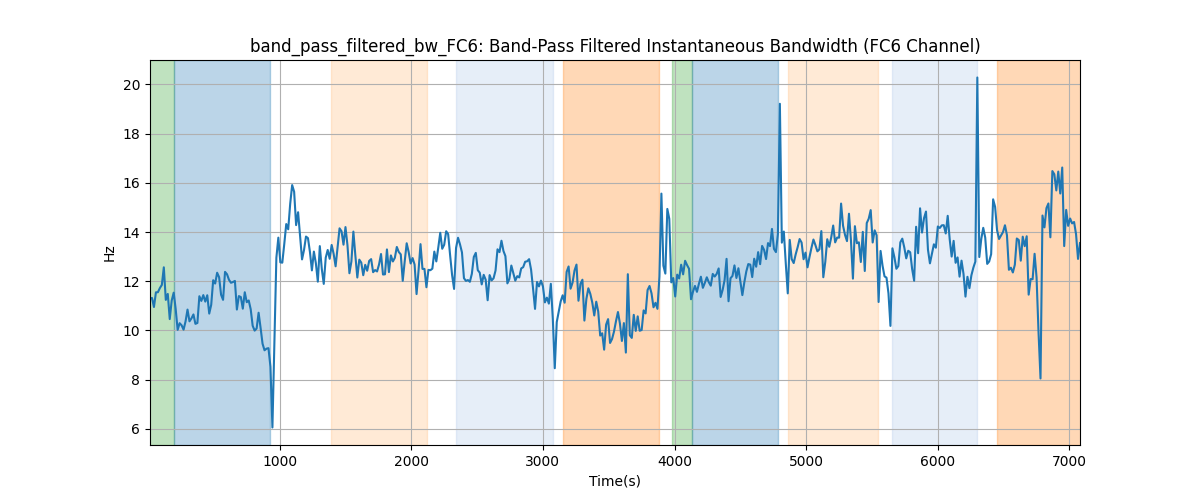 band_pass_filtered_bw_FC6: Band-Pass Filtered Instantaneous Bandwidth (FC6 Channel)
20
18
16
14
12
10
8
6
Hz
1000 2000 3000 4000 5000 6000 7000
Time(s)